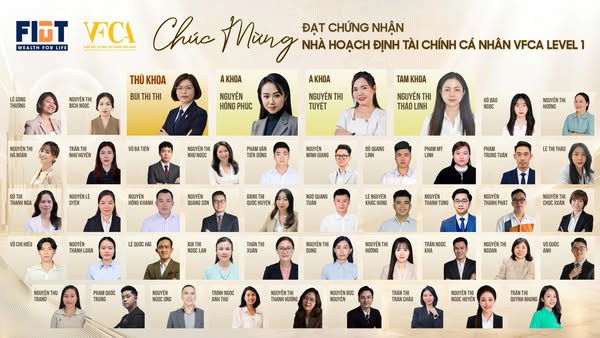 FIDT
WEALTH FOR LIFE
VFCA
Chúc Mừng
ĐẠT CHỨNG NHẬN
NHÀ HOẠCH ĐỊNH TÀI CHÍNH CÁ NHÂN VFCA LEVEL 1
LÊ SONG THƯƠNG
NGUYỄN THỊ BÍCH NGỌC
THỦ KHOA
BÙI THỊ THI
Á KHOA
NGUYỄN HỒNG PHÚC
Á KHOA
NGUYỄN THỊ TUYẾT
TAM KHOA
NGUYỄN THỊ THẢO LINH
ĐỖ BẢO NGỌC
NGUYỄN THỊ HƯƠNG
NGUYỄN THỊ HÀ NGÂN
TRẦN THỊ NHƯ HUYỀN
VŨ BÁ TIẾN
NGUYỄN THỊ NHƯ NGỌC
PHẠM VĂN TIẾN DŨNG
NGUYỄN MINH GIANG
ĐỖ QUANG LINH
PHẠM MỸ LINH
PHẠM TRUNG TUẤN
LÊ THỊ THẢO
ĐỖ THỊ THANH NGA
NGUYỄN LÊ UYÊN
NGUYỄN HỒNG KHANH
NGUYỄN QUANG SƠN
ĐẶNG THỊ QUỐC HUYỀN
NGÔ QUANG TUẤN
LÊ NGUYỄN KHẮC HƯNG
NGUYỄN THANH TÙNG
NGUYỄN THÀNH PHÁT
NGUYỄN THỊ CHÚC XUÂN
VÕ CHÍ HIẾU
NGUYỄN THANH LOAN
LÊ QUỐC HẢI
BÙI THỊ NGỌC LAN
THÂN THỊ XUÂN
NGUYỄN THỊ DUNG
NGUYỄN THỊ HƯƠNG
TRẦN NGỌC KHA
NGUYỄN THỊ NGOAN
VÕ QUỐC ANH
NGUYỄN THU TRANG
PHẠM QUỐC TRUNG
NGUYỄN NGỌC ÚNG
TRỊNH NGỌC ANH THƯ
NGUYỄN THỊ THANH HƯƠNG
NGUYỄN ĐỨC NGUYÊN
TRẦN THỊ TRÂN CHÂU
NGUYỄN THỊ NGỌC HUYỀN
TRẦN THỊ QUỲNH NHUNG